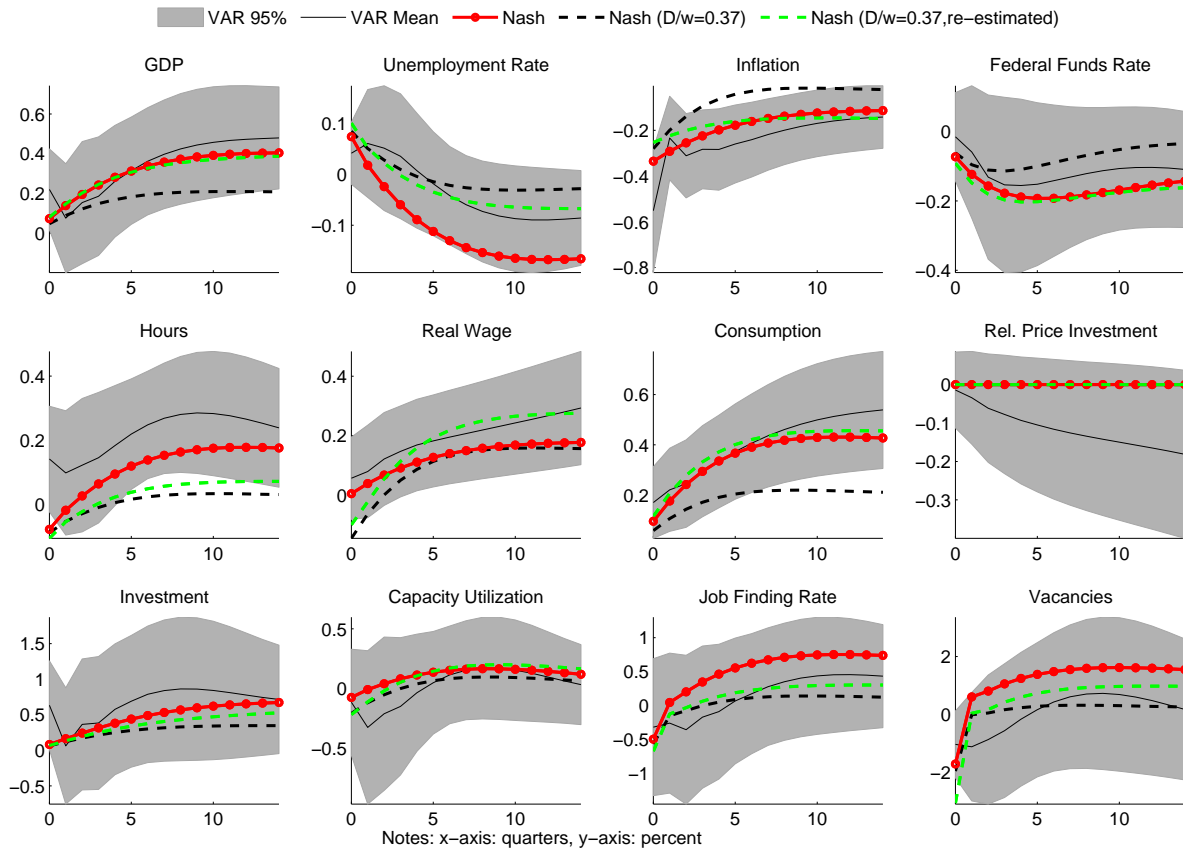 VAR 95% VAR Mean Nash Nash (D/w=0.37) Nash (D/w=0.37,re−estimated)
GDP Unemployment Rate Inflation Federal Funds Rate
0.6
0.4
0.2
0
0 5 10
0.1
0
−0.1
0 5 10
−0.2
−0.4
−0.6
−0.8
0 5 10
0
−0.2
−0.4
0 5 10
Hours Real Wage Consumption Rel. Price Investment
0.4
0.2
0
0 5 10
0.4
0.2
0
0 5 10
0.6
0.4
0.2
0 5 10
0
−0.1
−0.2
−0.3
0 5 10
Investment Capacity Utilization Job Finding Rate Vacancies
1.5
1
0.5
0
−0.5
0 5 10
0.5
0
−0.5
0 5 10
1
0.5
0
−0.5
−1
0 5 10
2
0
−2
0 5 10
Notes: x−axis: quarters, y−axis: percent